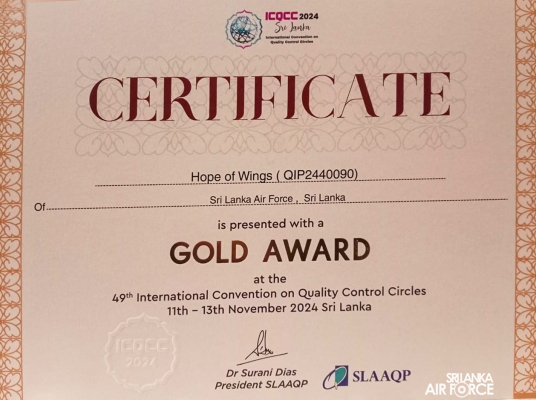 ICQCC 2024
Sri Lanka
International Convention on
Quality Control Circles
CERTIFICATE
Hope of Wings ( QIP2440090)
Of Sri Lanka Air Force , Sri Lanka
is presented with a
GOLD AWARD
at the
49th International Convention on Quality Control Circles
11th – 13th November 2024 Sri Lanka
ICQCC
2024
Dr Surani Dias
President SLAAQP
SLAAQP
SRI LANKA
AIR FORCE